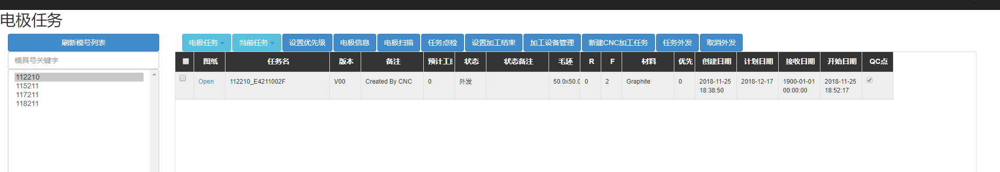 电极任务
刷新模号列表
模具号关键字
112210
115211
117211
118211
电极任务 当前任务 设置优先级 电极信息 电极扫描 任务点检 设置加工结束 加工设备管理 新建CNC加工任务 任务外发 取消外发
图纸 任务名 版本 备注 预计工时 状态 状态备注 毛坯 R F 材料 优先 创建日期 计划日期 接收日期 开始日期 QC点
Open 112210_E4211002F V00 Created By CNC 0 外发 50.0x50.0 0 2 Graphite 0 2018-11-25 2018-12-17 1900-01-01 2018-11-25
18:38:50 00:00:00 18:52:17